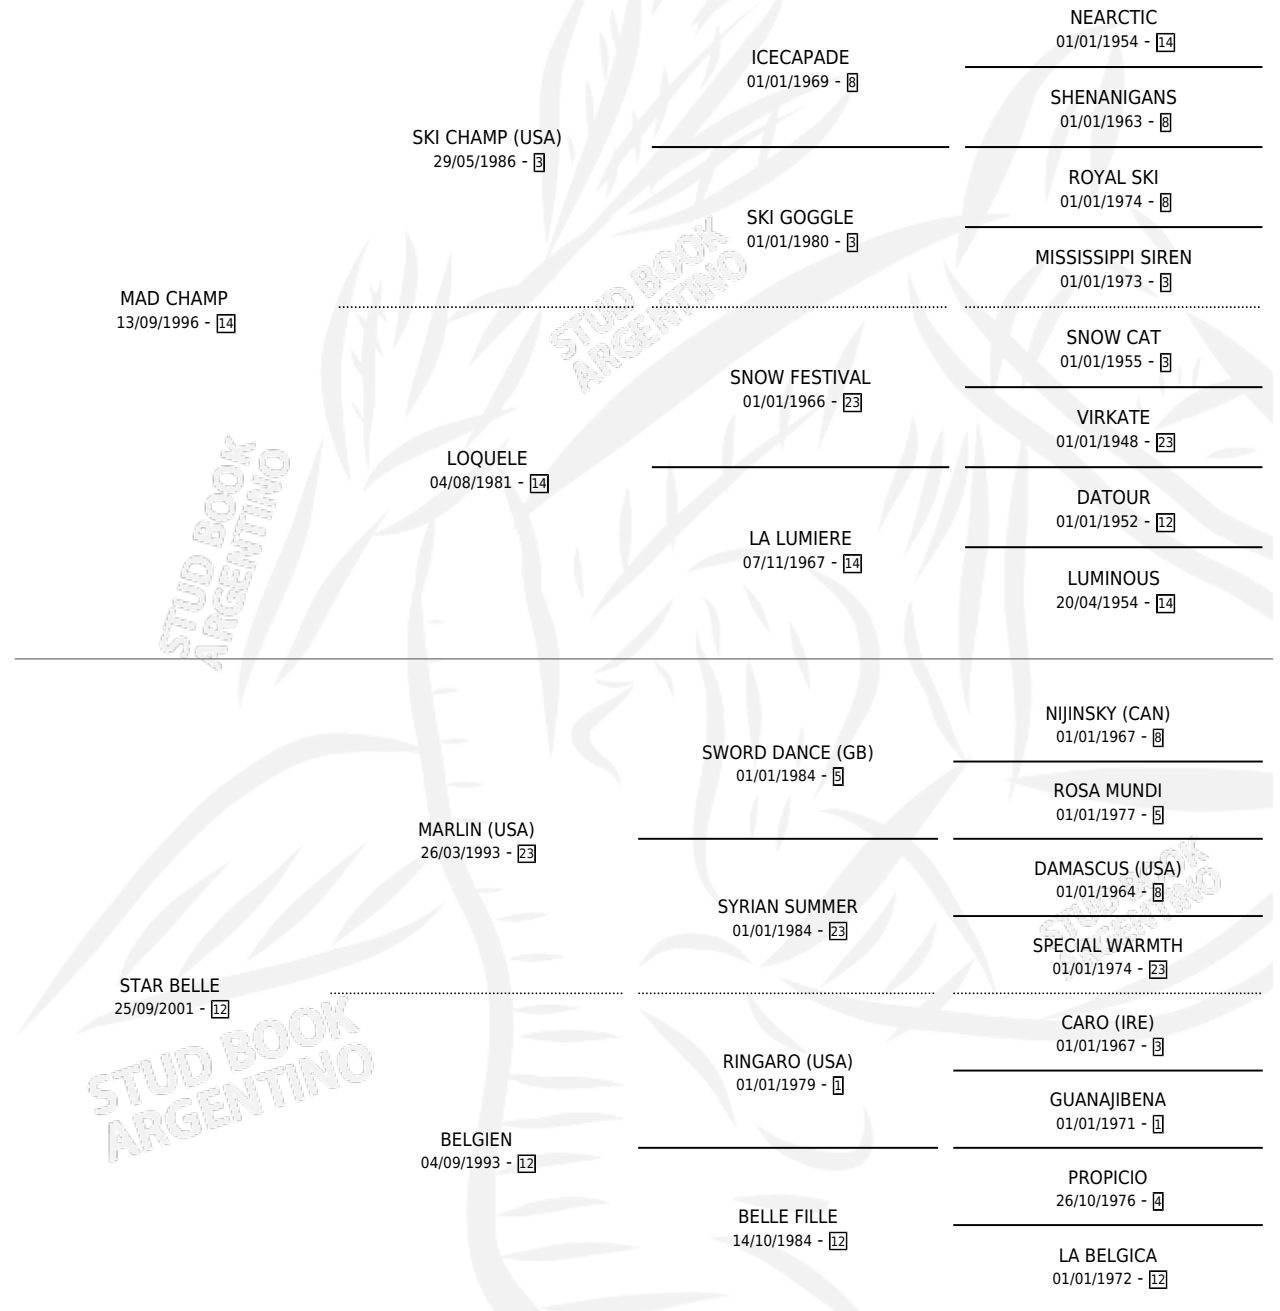 NEARCTIC
01/01/1954 - 14
ICECAPADE
01/01/1969 - 8
SHENANIGANS
01/01/1963 - 8
SKI CHAMP (USA)
29/05/1986 - 3
ROYAL SKI
01/01/1974 - 8
SKI GOGGLE
01/01/1980 - 3
MISSISSIPPI SIREN
01/01/1973 - 3
MAD CHAMP
13/09/1996 - 14
STUD BOOK
ARGENTINO
SNOW CAT
01/01/1955 - 3
SNOW FESTIVAL
01/01/1966 - 23
VIRKATE
01/01/1948 - 23
LOQUELE
04/08/1981 - 14
DATOUR
01/01/1952 - 12
LA LUMIERE
07/11/1967 - 14
LUMINOUS
20/04/1954 - 14
STUD BOOK
ARGENTINO
NIJINSKY (CAN)
01/01/1967 - 8
SWORD DANCE (GB)
01/01/1984 - 5
ROSA MUNDI
01/01/1977 - 5
MARLIN (USA)
26/03/1993 - 23
DAMASCUS (USA)
01/01/1964 - 8
SYRIAN SUMMER
01/01/1984 - 23
SPECIAL WARMTH
01/01/1974 - 23
STUD BOOK
ARGENTINO
STAR BELLE
25/09/2001 - 12
CARO (IRE)
01/01/1967 - 3
RINGARO (USA)
01/01/1979 - 1
GUANAJIBENA
01/01/1971 - 1
STUD BOOK
ARGENTINO
BELGIEN
04/09/1993 - 12
PROPICIO
26/10/1976 - 4
BELLE FILLE
14/10/1984 - 12
LA BELGICA
01/01/1972 - 12